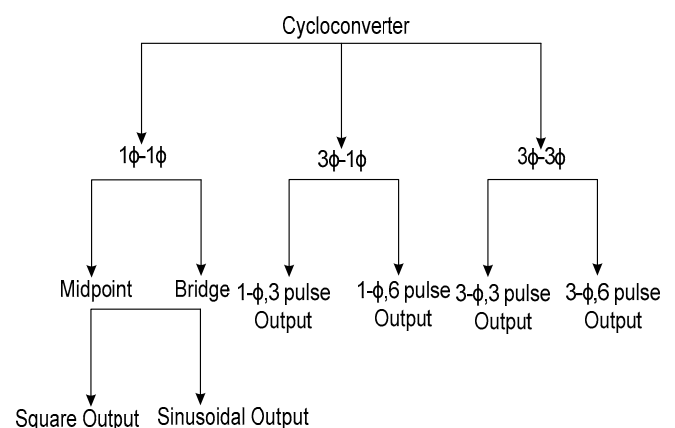 Cycloconverter
1ϕ-1ϕ
3ϕ-1ϕ
3ϕ-3ϕ
Midpoint
Bridge
1-ϕ,3 pulse
Output
1-ϕ,6 pulse
Output
3-ϕ,3 pulse
Output
3-ϕ,6 pulse
Output
Square Output
Sinusoidal Output